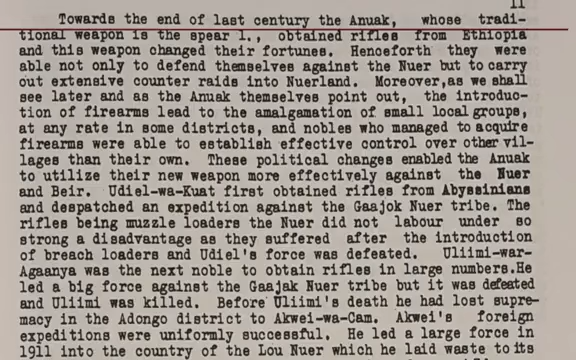 11
Towards the end of last century the Anuak, whose tradi-
tional weapon is the spear 1., obtained rifles from Ethiopia
and this weapon changed their fortunes. Henceforth they were
able not only to defend themselves against the Nuer but to carry
out extensive counter raids into Nuerland. Moreover,as we shall
see later and as the Anuak themselves point out, the introduc-
tion of firearms lead to the amalgamation of small local groups,
at any rate in some districts, and nobles who managed to acquire
firearms were able to establish effective control over other vil-
lages than their own. These political changes enabled the Anuak
to utilize their new weapon more effectively against the Nuer
and Beir. Udiel-wa-Kuat first obtained rifles from Abyssinians
and despatched an expedition against the Gaajok Nuer tribe. The
rifles being muzzle loaders the Nuer did not labour under so
strong a disadvantage as they suffered after the introduction
of breach loaders and Udiel's force was defeated. Uliimi-war-
Agaanya was the next noble to obtain rifles in large numbers.He
led a big force against the Gaajak Nuer tribe but it was defeated
and Uliimi was killed. Before Uliimi's death he had lost supre-
macy in the Adongo district to Akwei-wa-Cam. Akwei's foreign
expeditions were uniformly successful. He led a large force in
1911 into the country of the Lou Nuer which he laid waste to its